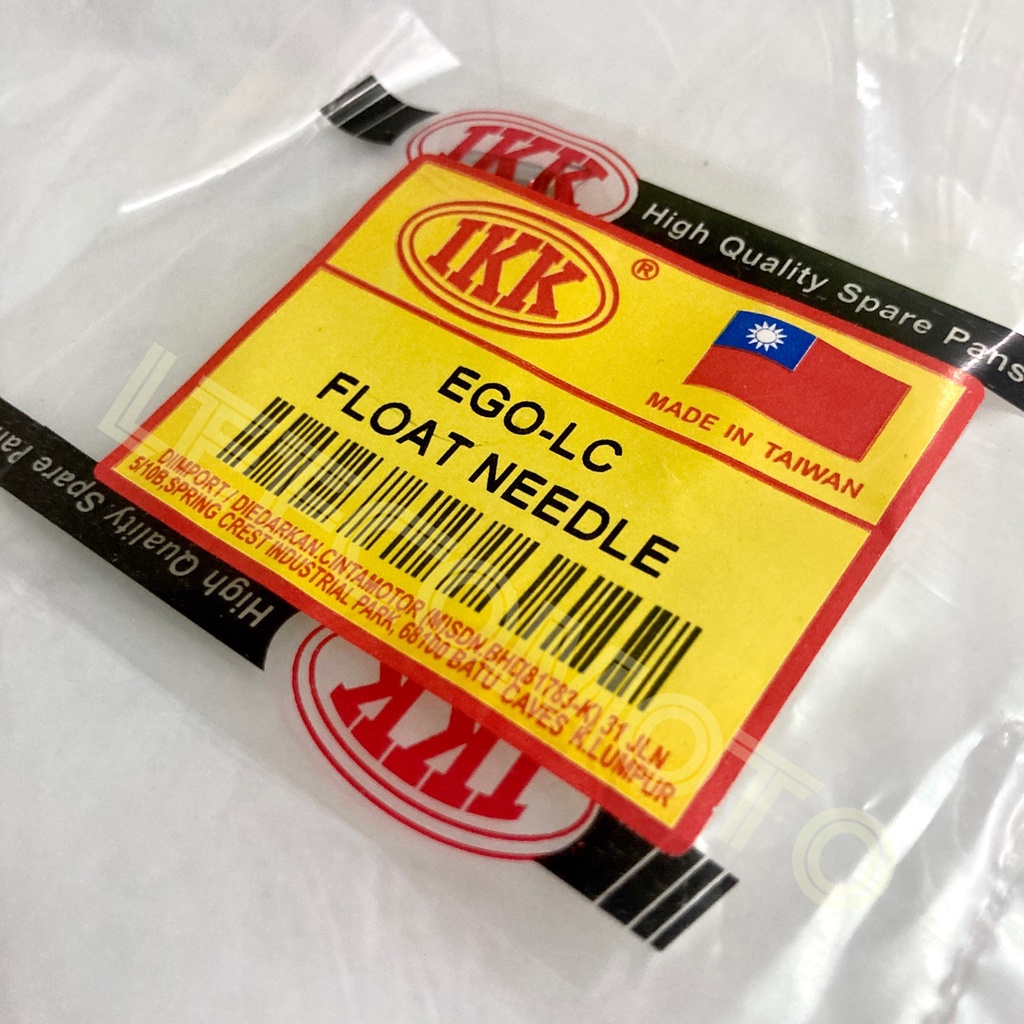 IKK
High Quality Spare Parts
IKK®
MADE IN TAIWAN
EGO-LC
FLOAT NEEDLE
DIIMPORT / DIEDARKAN.CINTAMOTOR (M)SDN.BHD(81783-K) 31 JLN
5/10B,SPRING CREST INDUSTRIAL PARK, 68100 BATU CAVES K.LUMPUR
High Quality Spare Par
IKK